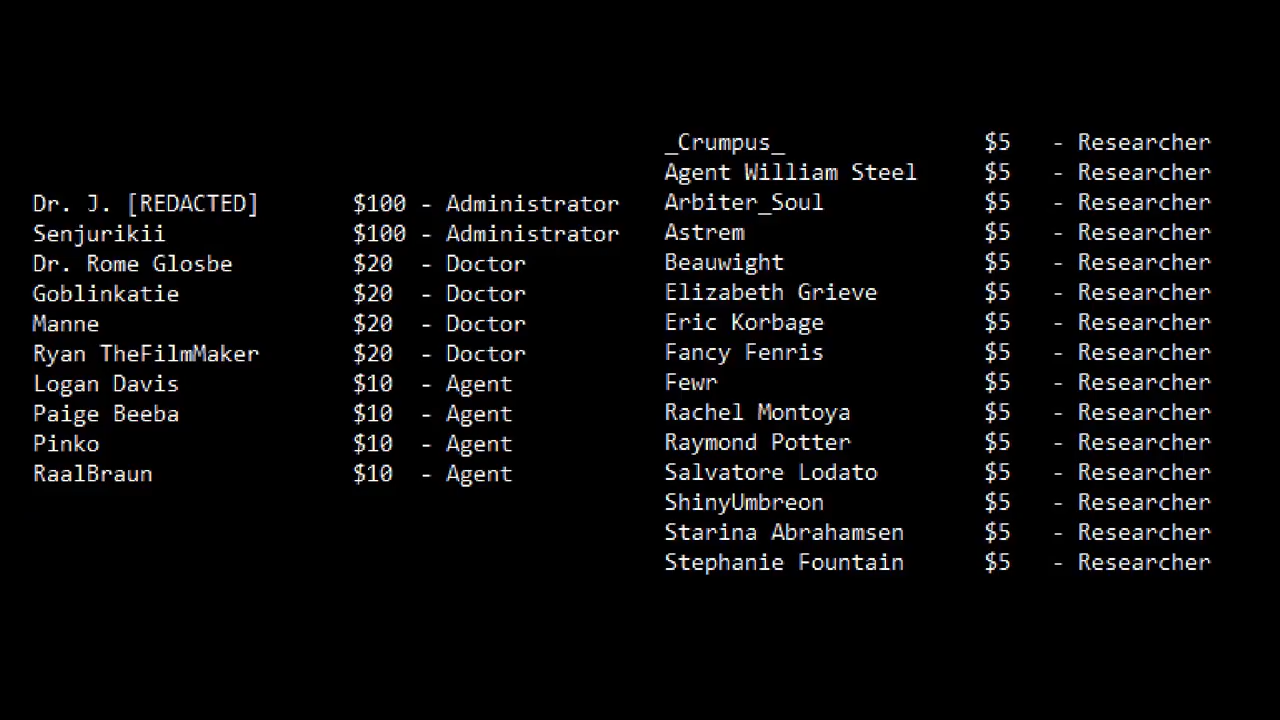 Dr. J. [REDACTED] $100 - Administrator
Senjurikii $100 - Administrator
Dr. Rome Glosbe $20 - Doctor
Goblinkatie $20 - Doctor
Manne $20 - Doctor
Ryan TheFilmMaker $20 - Doctor
Logan Davis $10 - Agent
Paige Beeba $10 - Agent
Pinko $10 - Agent
RaalBraun $10 - Agent
_Crumpus_ $5 - Researcher
Agent William Steel $5 - Researcher
Arbiter_Soul $5 - Researcher
Astrem $5 - Researcher
Beauwight $5 - Researcher
Elizabeth Grieve $5 - Researcher
Eric Korbage $5 - Researcher
Fancy Fenris $5 - Researcher
Fewr $5 - Researcher
Rachel Montoya $5 - Researcher
Raymond Potter $5 - Researcher
Salvatore Lodato $5 - Researcher
ShinyUmbreon $5 - Researcher
Starina Abrahamsen $5 - Researcher
Stephanie Fountain $5 - Researcher